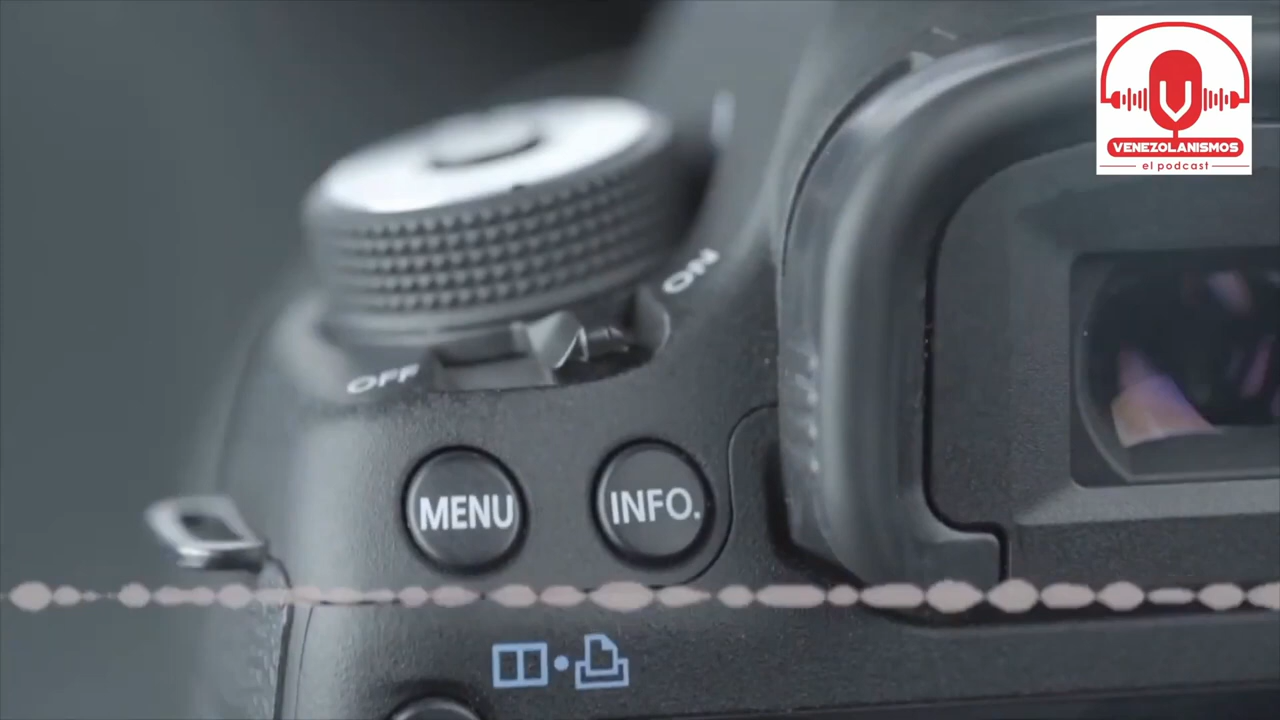 VENEZOLANISMOS
el podcast
ON
OFF
MENU
INFO.